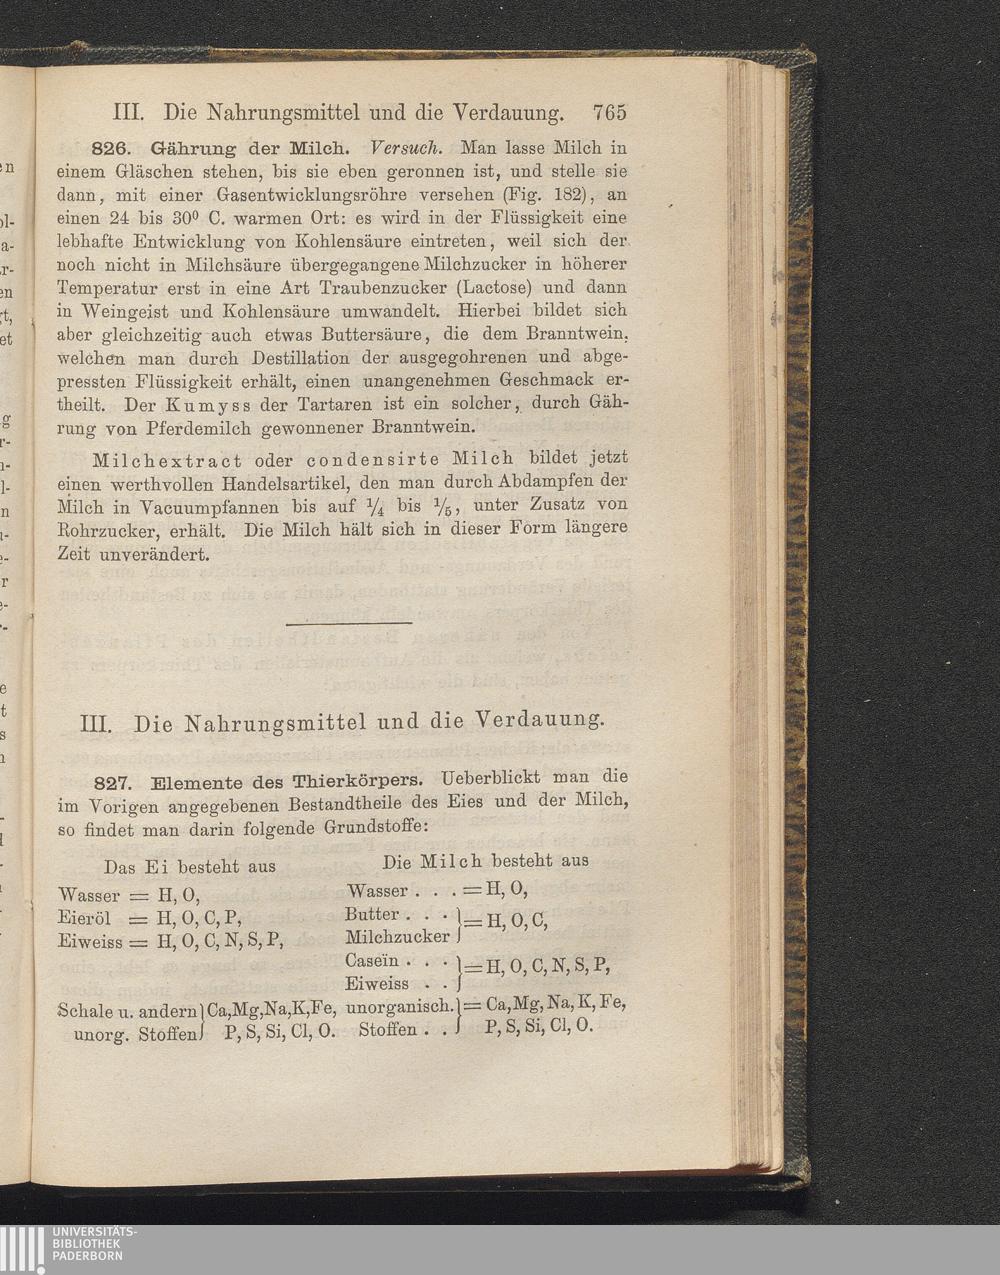 III. Die Nahrungsmittel und die Verdauung. 765
826. Gährung der Milch. Versuch. Man lasse Milch in
einem Gläschen stehen, bis sie eben geronnen ist, und stelle sie
dann, mit einer Gasentwicklungsröhre versehen (Fig. 182), an
einen 24 bis 30⁰ C. warmen Ort: es wird in der Flüssigkeit eine
lebhafte Entwicklung von Kohlensäure eintreten, weil sich der
noch nicht in Milchsäure übergegangene Milchzucker in höherer
Temperatur erst in eine Art Traubenzucker (Lactose) und dann
in Weingeist und Kohlensäure umwandelt. Hierbei bildet sich
aber gleichzeitig auch etwas Buttersäure, die dem Branntwein,
welchen man durch Destillation der ausgegohrenen und abge-
pressten Flüssigkeit erhält, einen unangenehmen Geschmack er-
theilt. Der Kumyss der Tartaren ist ein solcher, durch Gäh-
rung von Pferdemilch gewonnener Branntwein.
Milchextract oder condensirte Milch bildet jetzt
einen werthvollen Handelsartikel, den man durch Abdampfen der
Milch in Vacuumpfannen bis auf 1/4 bis 1/5, unter Zusatz von
Rohrzucker, erhält. Die Milch hält sich in dieser Form längere
Zeit unverändert.
III. Die Nahrungsmittel und die Verdauung.
827. Elemente des Thierkörpers. Ueberblickt man die
im Vorigen angegebenen Bestandtheile des Eies und der Milch,
so findet man darin folgende Grundstoffe:
Das Ei besteht aus
Wasser = H, O,
Eieröl = H, O, C, P,
Eiweiss = H, O, C, N, S, P,
Schale u. andern } Ca,Mg,Na,K,Fe,
unorg. Stoffen } P, S, Si, Cl, O.
Die Milch besteht aus
Wasser . . . = H, O,
Butter . . . } = H, O, C,
Milchzucker }
Caseïn . . . } = H, O, C, N, S, P,
Eiweiss . . }
unorganisch. } = Ca, Mg, Na, K, Fe,
Stoffen . . } P, S, Si, Cl, O.
UNIVERSITÄTS-
BIBLIOTHEK
PADERBORN